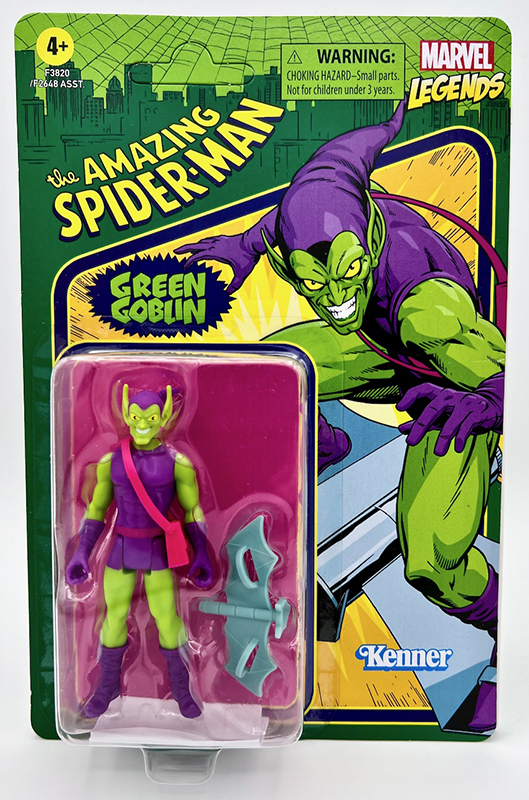 4+
F3820
/F2648 ASST.
⚠ WARNING:
CHOKING HAZARD–Small parts.
Not for children under 3 years.
MARVEL
LEGENDS
the AMAZING
SPIDER-MAN
GREEN
GOBLIN
Kenner